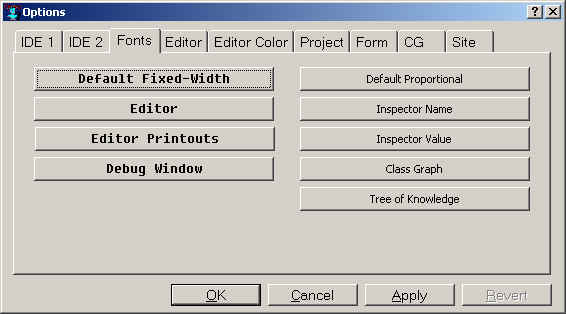 Options
IDE 1 IDE 2 Fonts Editor Editor Color Project Form CG Site
Default Fixed-Width Default Proportional
Editor Inspector Name
Editor Printouts Inspector Value
Debug Window Class Graph
Tree of Knowledge
OK Cancel Apply Revert